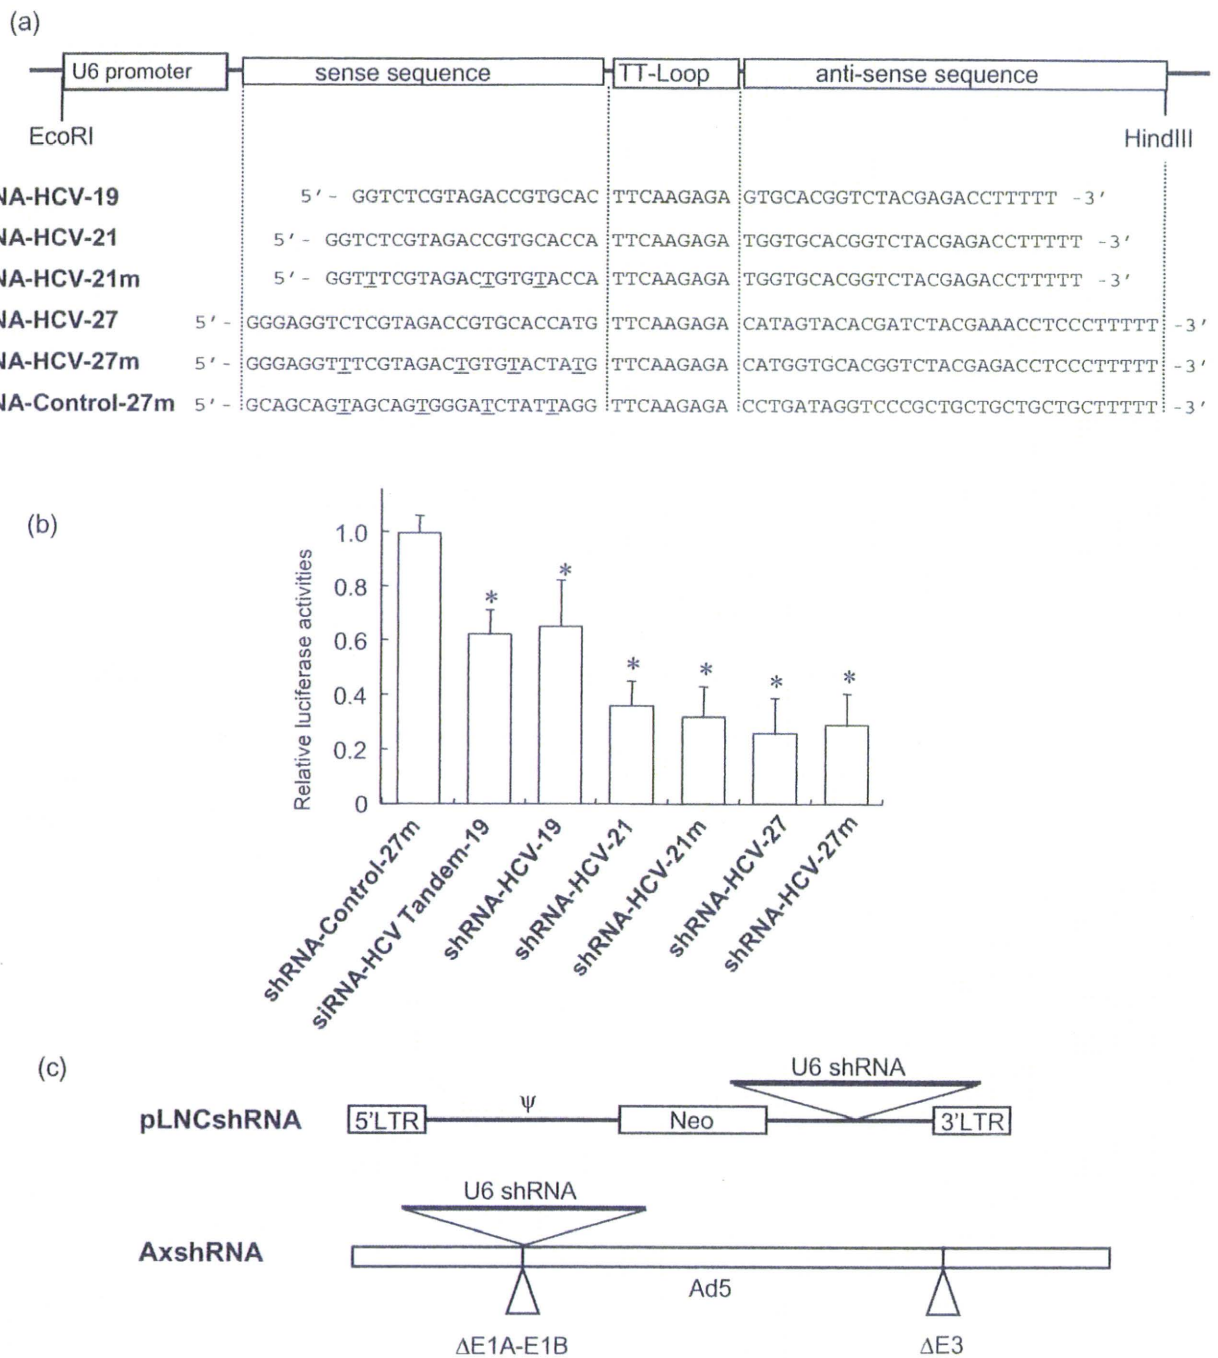 (a)
U6 promoter sense sequence TT-Loop anti-sense sequence
EcoRI HindIII
NA-HCV-19 5'- GGTCTCGTAGACCGTGCAC TTCAAGAGA GTGCACGGTCTACGAGACCTTTTT -3'
NA-HCV-21 5'- GGTCTCGTAGACCGTGCACCA TTCAAGAGA TGGTGCACGGTCTACGAGACCTTTTT -3'
NA-HCV-21m 5'- GGTTTCGTAGACTGTGTACCA TTCAAGAGA TGGTGCACGGTCTACGAGACCTTTTT -3'
NA-HCV-27 5'- GGGAGGTCTCGTAGACCGTGCACCATG TTCAAGAGA CATAGTACACGATCTACGAAACCTCCCTTTTT -3'
NA-HCV-27m 5'- GGGAGGTTTCGTAGACTGTGTACTATG TTCAAGAGA CATGGTGCACGGTCTACGAGACCTCCCTTTTT -3'
NA-Control-27m 5'- GCAGCAGTAGCAGTGGGATCTATTAGG TTCAAGAGA CCTGATAGGTCCCGCTGCTGCTGCTGCTTTTT -3'
(b)
Relative luciferase activities
1.0
0.8
0.6
0.4
0.2
0
* * * * * *
shRNA-Control-27m
siRNA-HCV Tandem-19
shRNA-HCV-19
shRNA-HCV-21
shRNA-HCV-21m
shRNA-HCV-27
shRNA-HCV-27m
(c)
U6 shRNA
pLNCshRNA 5'LTR ψ Neo 3'LTR
U6 shRNA
AxshRNA
Ad5
ΔE1A-E1B ΔE3